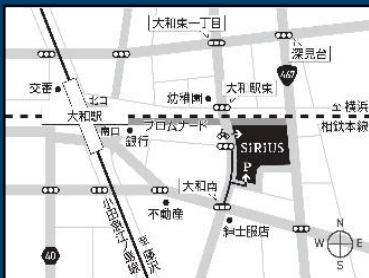 大和東一丁目
深見台
467
交番
北口
幼稚園
大和駅東
至 横浜
大和駅
南口
プロムナード
相鉄本線
銀行
SiRiUS
P
大和南
不動産
紳士服店
小田急江ノ島線
至 藤沢
40
N
W
E
S